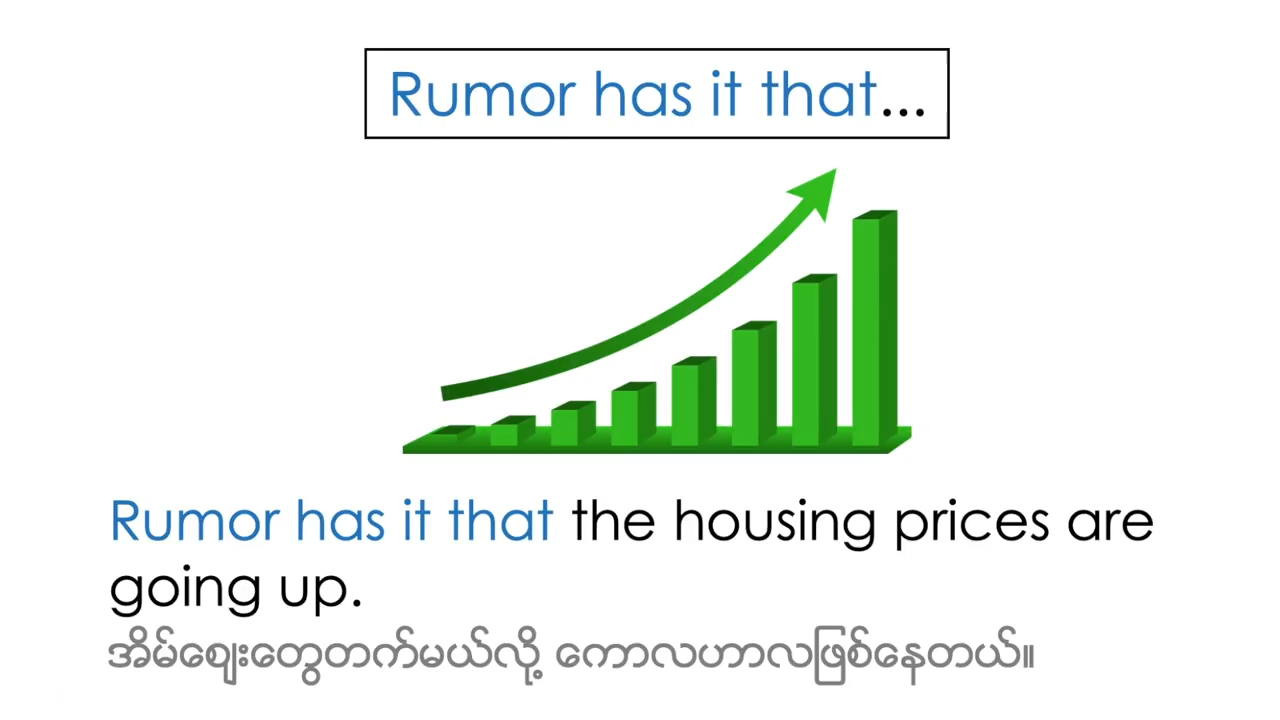 Rumor has it that...
Rumor has it that the housing prices are
going up.
အိမ်ဈေးတွေတက်မယ်လို့ ကောလဟာလဖြစ်နေတယ်။